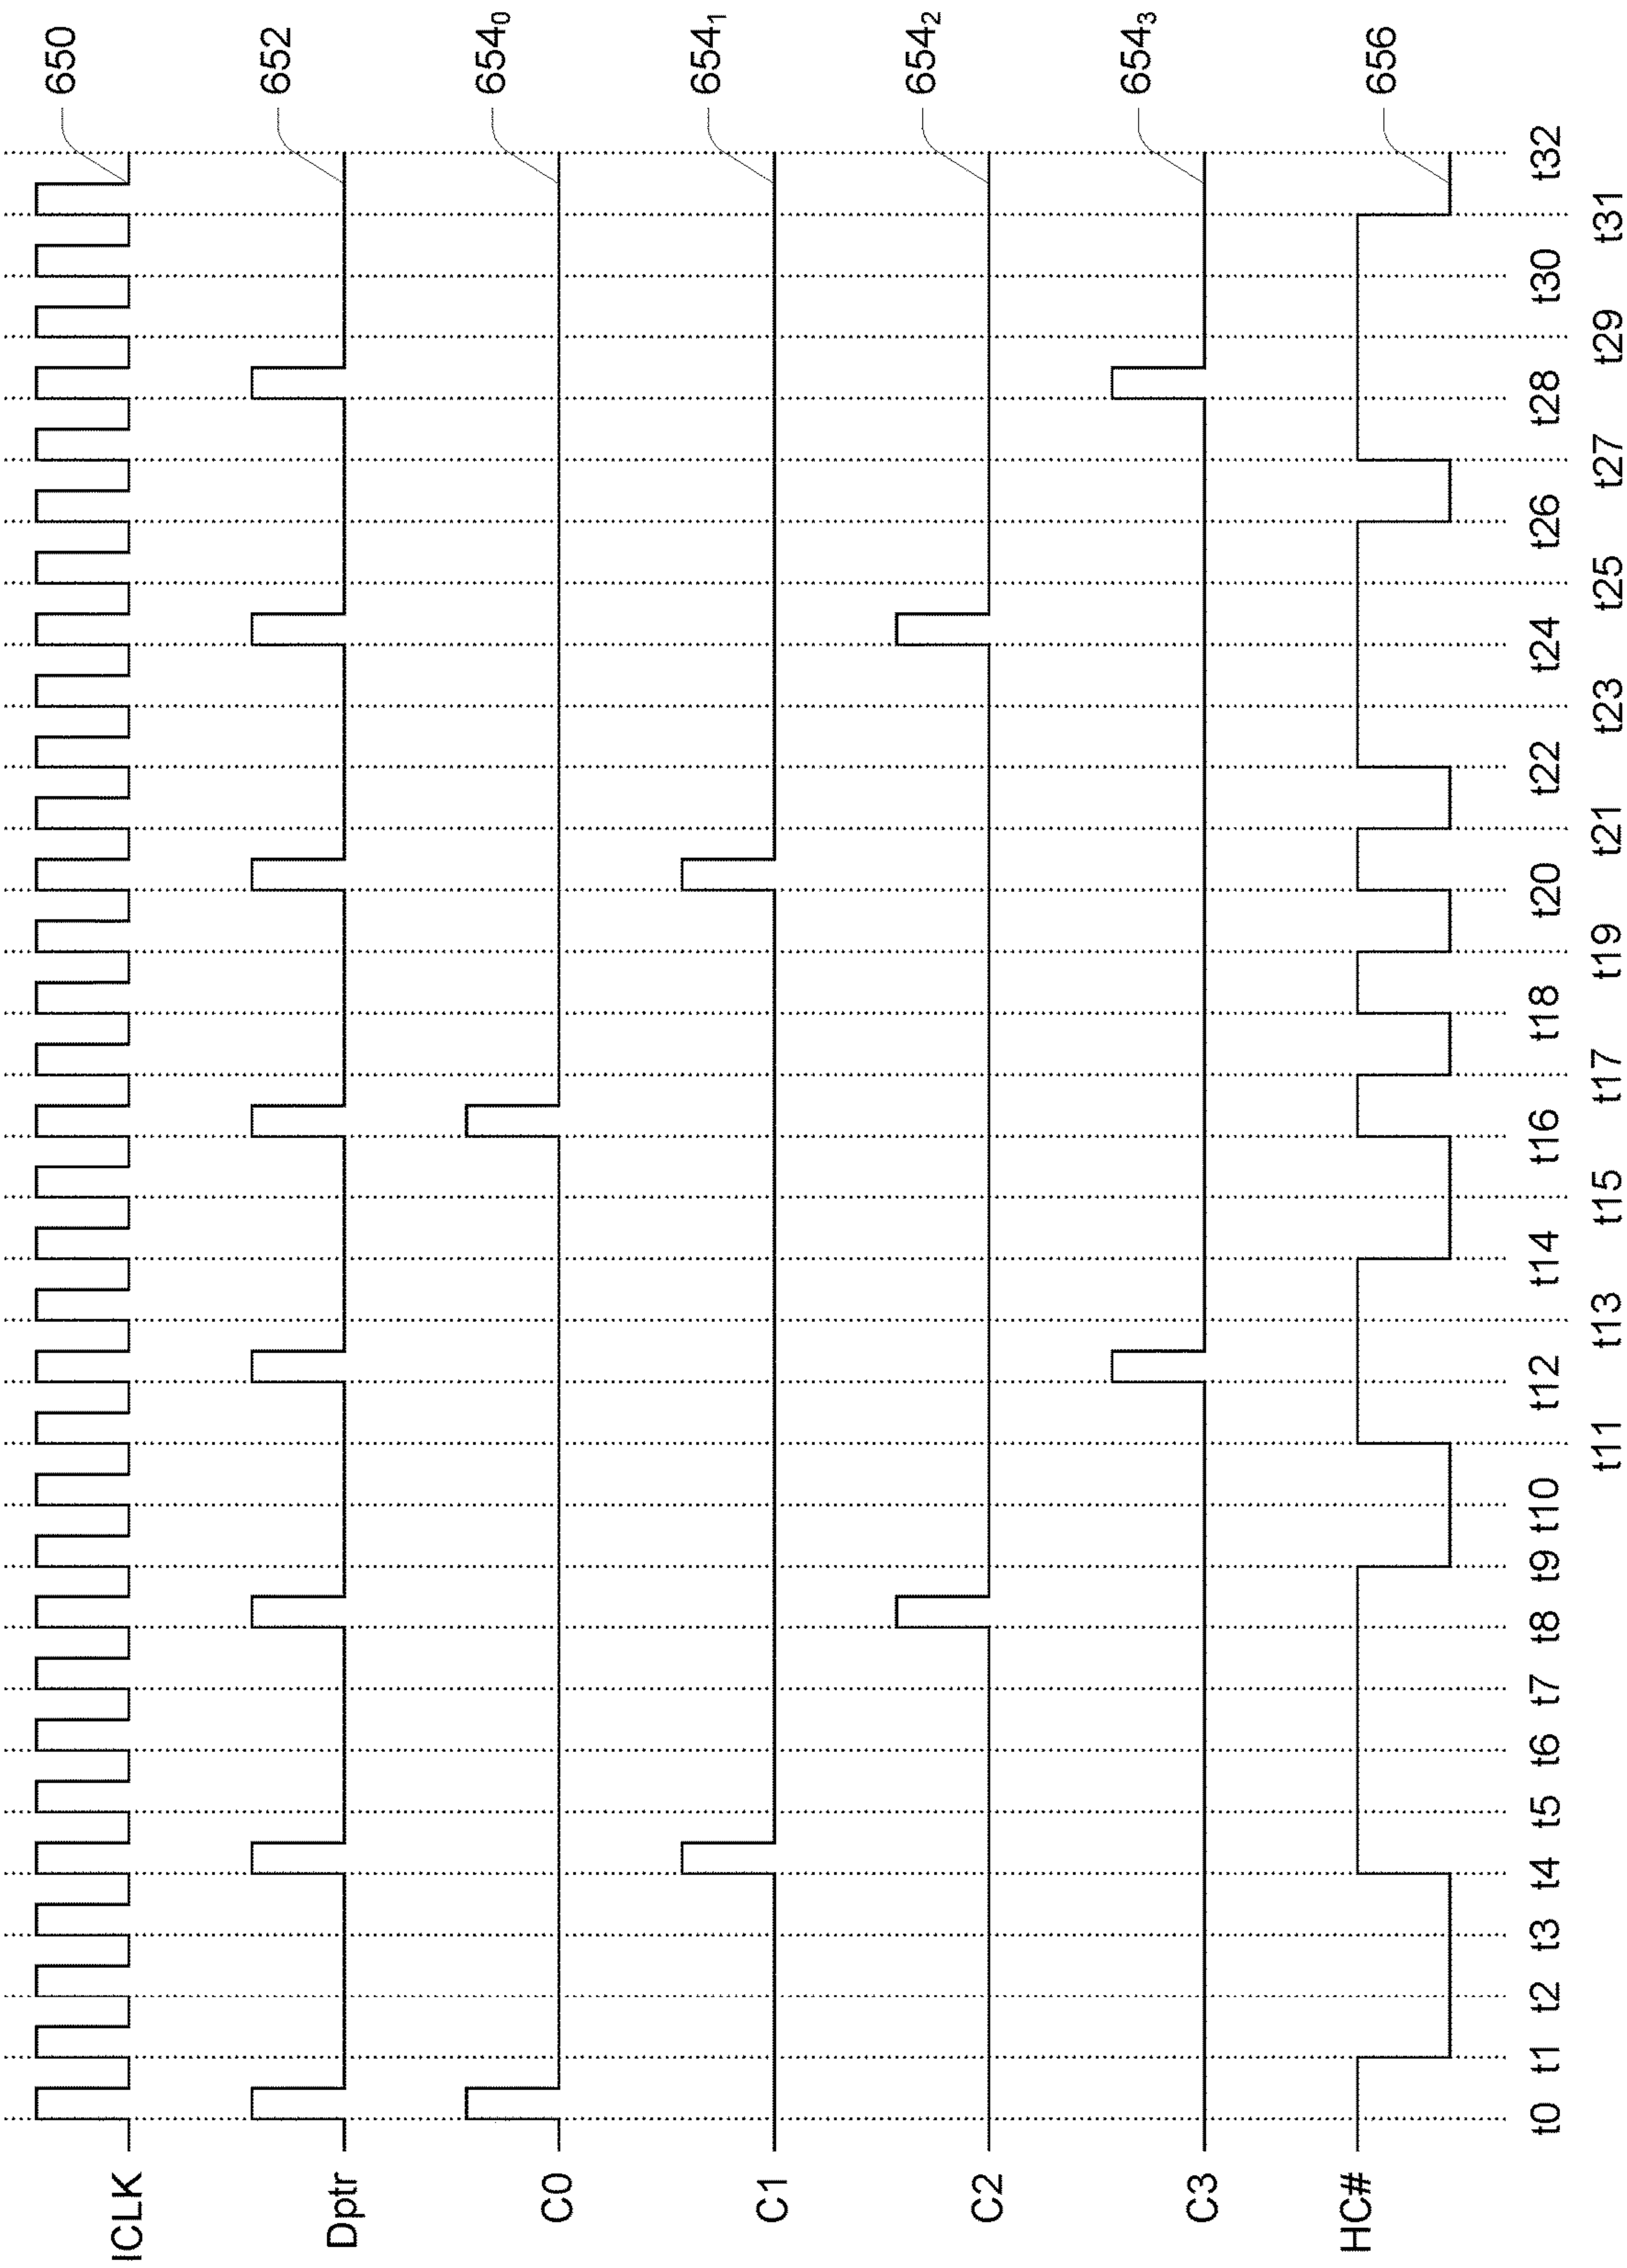 ICLK
650
Dptr
652
C0
654₀
C1
654₁
C2
654₂
C3
654₃
HC#
656
t0 t1 t2 t3 t4 t5 t6 t7 t8 t9 t10 t12 t14 t16 t18 t20 t22 t24 t26 t28 t30 t32
t11 t13 t15 t17 t19 t21 t23 t25 t27 t29 t31